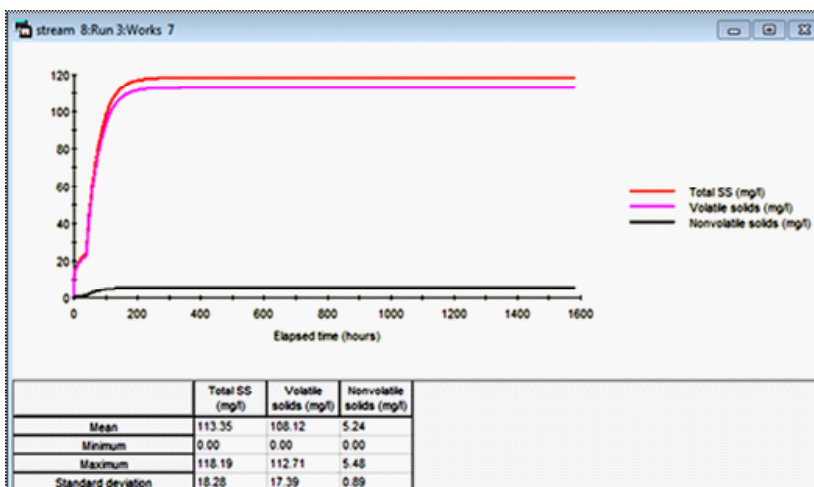 stream 8:Run 3:Works 7
120
100
80
60
40
20
0
0 200 400 600 800 1000 1200 1400 1600
Elapsed time (hours)
Total SS (mg/l)
Volatile solids (mg/l)
Nonvolatile solids (mg/l)
Total SS (mg/l) Volatile solids (mg/l) Nonvolatile solids (mg/l)
Mean 113.35 108.12 5.24
Minimum 0.00 0.00 0.00
Maximum 118.19 112.71 5.48
Standard deviation 18.28 17.39 0.89